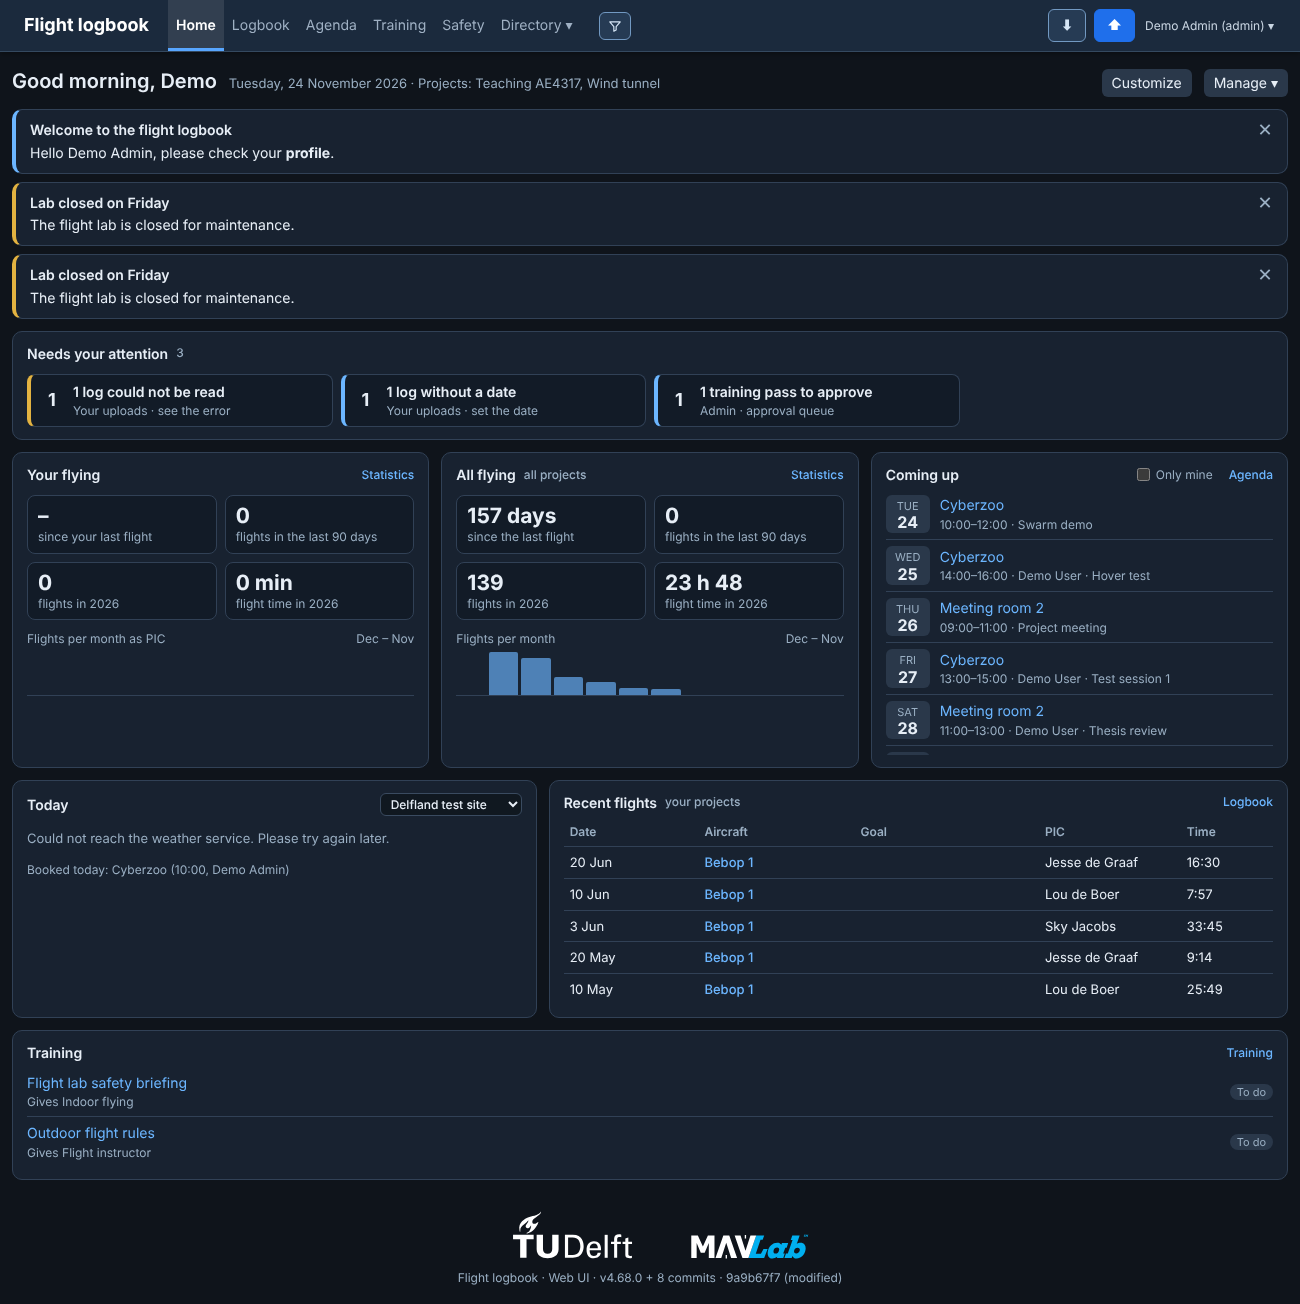 Flight logbook
Home
Logbook
Agenda
Training
Safety
Directory ▾
⬇
⬆
Demo Admin (admin) ▾
Good morning, Demo
Tuesday, 24 November 2026 · Projects: Teaching AE4317, Wind tunnel
Customize
Manage ▾
Welcome to the flight logbook
Hello Demo Admin, please check your profile.
Lab closed on Friday
The flight lab is closed for maintenance.
Lab closed on Friday
The flight lab is closed for maintenance.
Needs your attention 3
1
1 log could not be read
Your uploads · see the error
1
1 log without a date
Your uploads · set the date
1
1 training pass to approve
Admin · approval queue
Your flying
Statistics
–
since your last flight
0
flights in the last 90 days
0
flights in 2026
0 min
flight time in 2026
Flights per month as PIC
Dec – Nov
All flying all projects
Statistics
157 days
since the last flight
0
flights in the last 90 days
139
flights in 2026
23 h 48
flight time in 2026
Flights per month
Dec – Nov
Coming up
Only mine
Agenda
TUE
24
Cyberzoo
10:00–12:00 · Swarm demo
WED
25
Cyberzoo
14:00–16:00 · Demo User · Hover test
THU
26
Meeting room 2
09:00–11:00 · Project meeting
FRI
27
Cyberzoo
13:00–15:00 · Demo User · Test session 1
SAT
28
Meeting room 2
11:00–13:00 · Demo User · Thesis review
Today
Delfland test site
Could not reach the weather service. Please try again later.
Booked today: Cyberzoo (10:00, Demo Admin)
Recent flights your projects
Logbook
Date Aircraft Goal PIC Time
20 Jun Bebop 1 Jesse de Graaf 16:30
10 Jun Bebop 1 Lou de Boer 7:57
3 Jun Bebop 1 Sky Jacobs 33:45
20 May Bebop 1 Jesse de Graaf 9:14
10 May Bebop 1 Lou de Boer 25:49
Training
Training
Flight lab safety briefing
Gives Indoor flying
To do
Outdoor flight rules
Gives Flight instructor
To do
TU Delft
MAVLab
Flight logbook · Web UI · v4.68.0 + 8 commits · 9a9b67f7 (modified)